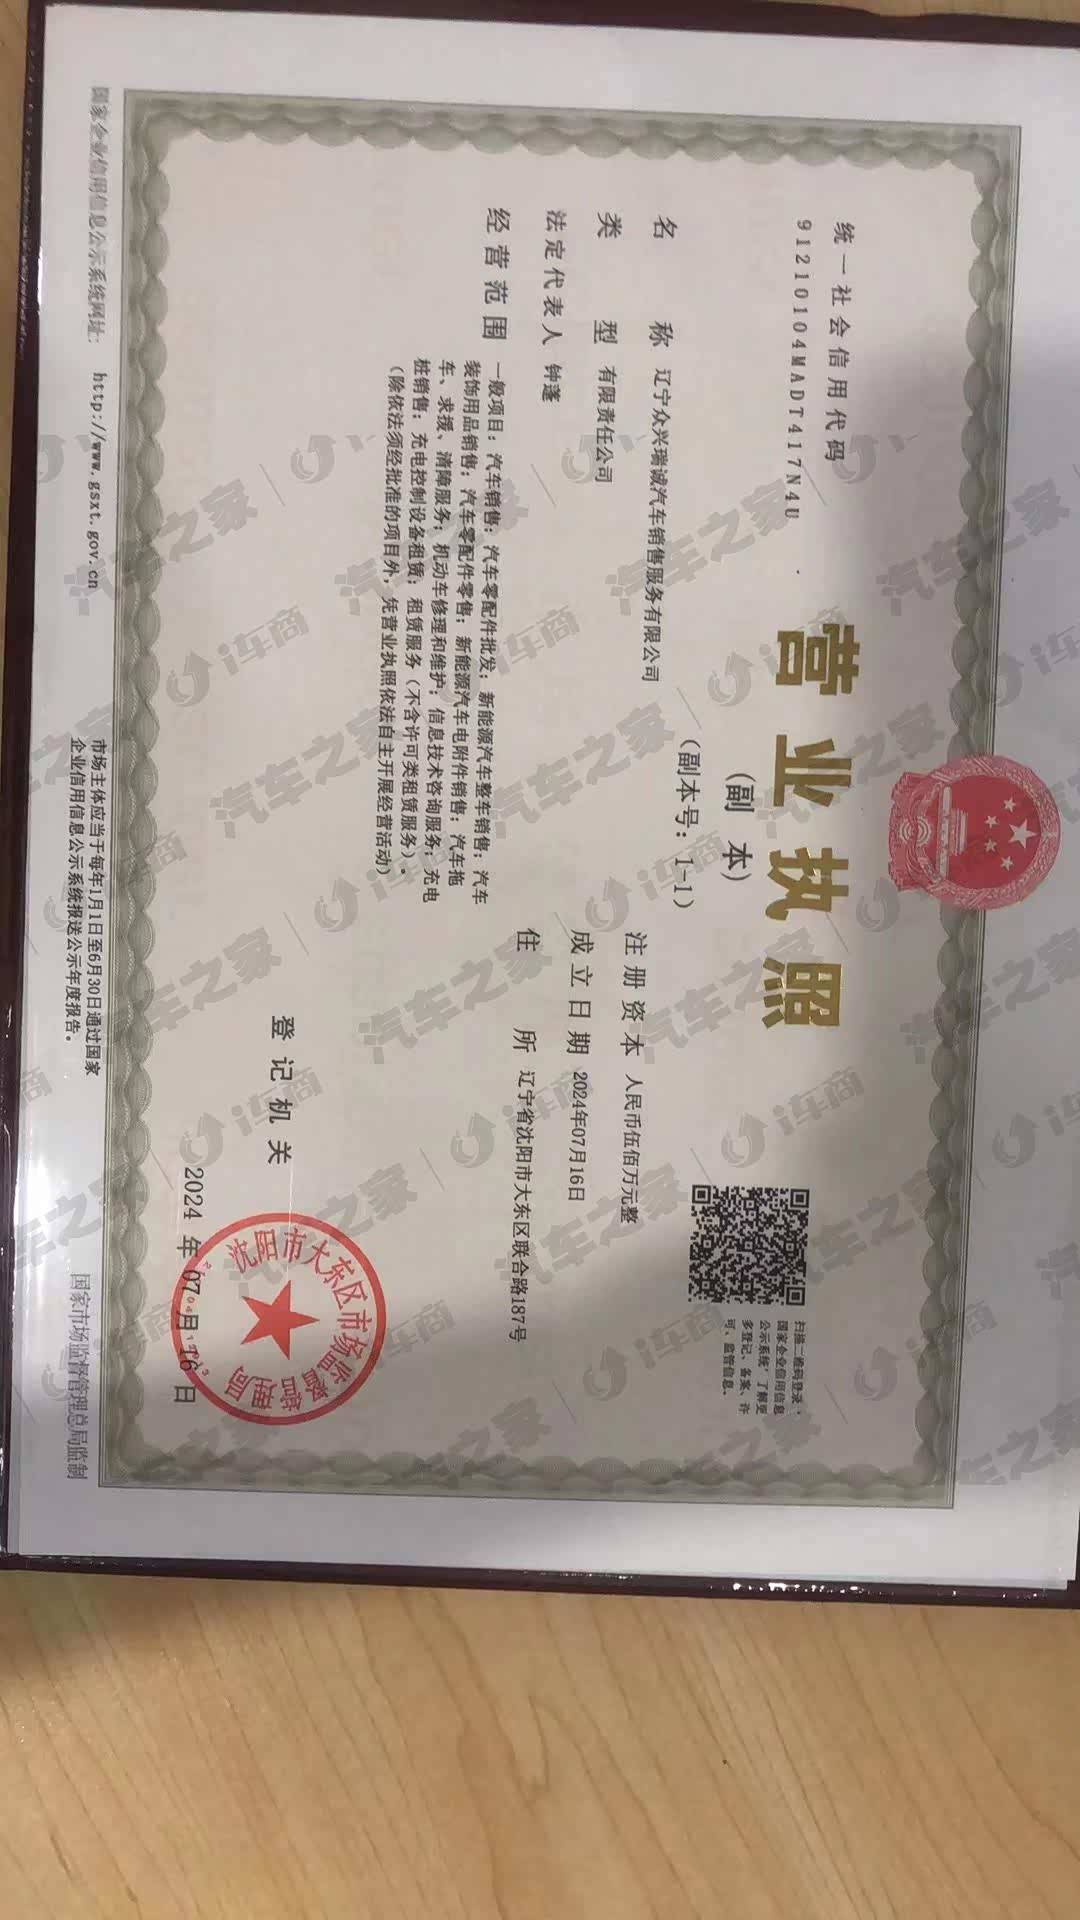 统一社会信用代码
91210104MADT417N4U
营业执照
(副 本)
(副本号: 1-1)
扫描二维码登录‘
国家企业信用信息
公示系统’了解更
多登记、备案、许
可、监管信息。
名 称 辽宁众兴瑞诚汽车销售服务有限公司
类 型 有限责任公司
法定代表人 钟蓬
经营范围 一般项目：汽车销售；汽车零配件批发；新能源汽车整车销售；汽车
装饰用品销售；汽车零配件零售；新能源汽车电附件销售；汽车拖
车、求援、清障服务；机动车修理和维护；信息技术咨询服务；充电
桩销售；充电控制设备租赁；租赁服务（不含许可类租赁服务）。
（除依法须经批准的项目外，凭营业执照依法自主开展经营活动）
注册资本 人民币伍佰万元整
成立日期 2024年07月16日
住 所 辽宁省沈阳市大东区联合路187号
登记机关
沈阳市大东区市场监督管理局
2024 年 07 月 16 日
国家企业信用信息公示系统网址： http://www.gsxt.gov.cn
市场主体应当于每年1月1日至6月30日通过国家
企业信用信息公示系统报送公示年度报告。
国家市场监督管理总局监制
汽车之家 i车商